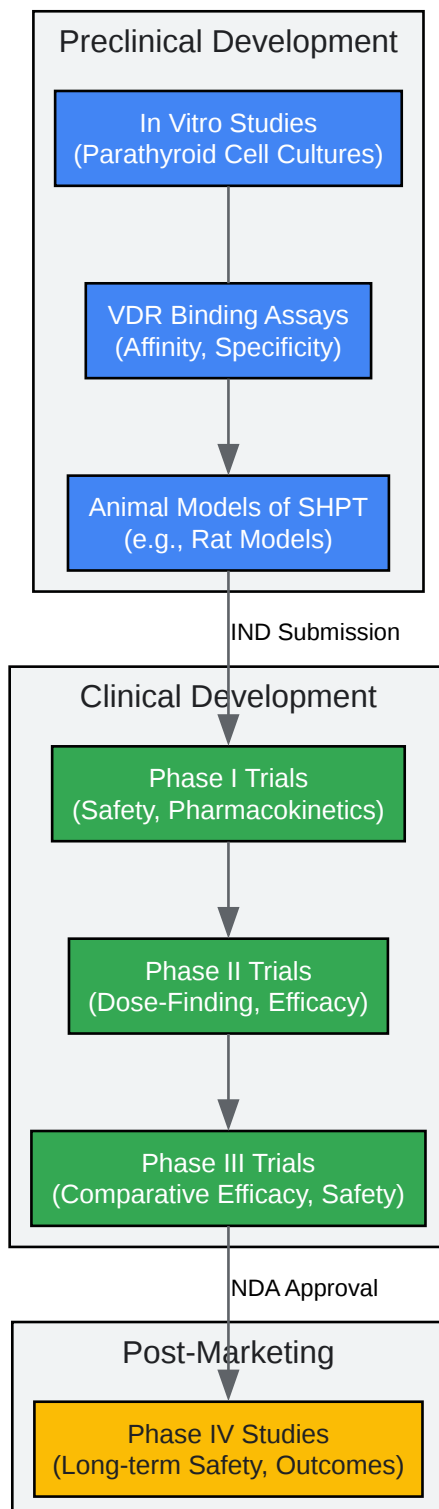 Preclinical Development
In Vitro Studies
(Parathyroid Cell Cultures)
VDR Binding Assays
(Affinity, Specificity)
Animal Models of SHPT
(e.g., Rat Models)
IND Submission
Clinical Development
Phase I Trials
(Safety, Pharmacokinetics)
Phase II Trials
(Dose-Finding, Efficacy)
Phase III Trials
(Comparative Efficacy, Safety)
NDA Approval
Post-Marketing
Phase IV Studies
(Long-term Safety, Outcomes)